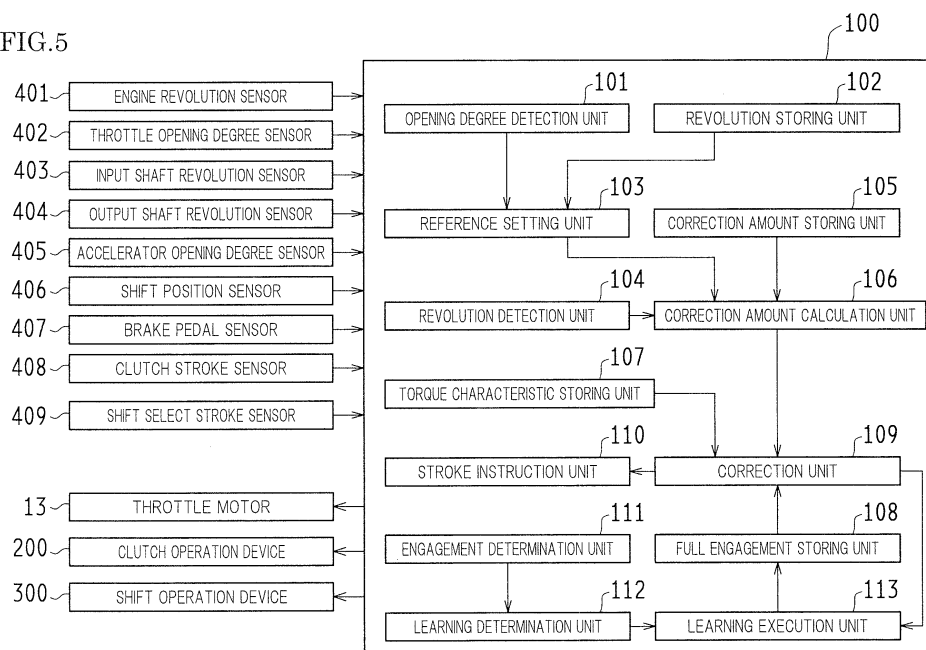 FIG.5
100
401 ENGINE REVOLUTION SENSOR
402 THROTTLE OPENING DEGREE SENSOR
403 INPUT SHAFT REVOLUTION SENSOR
404 OUTPUT SHAFT REVOLUTION SENSOR
405 ACCELERATOR OPENING DEGREE SENSOR
406 SHIFT POSITION SENSOR
407 BRAKE PEDAL SENSOR
408 CLUTCH STROKE SENSOR
409 SHIFT SELECT STROKE SENSOR
13 THROTTLE MOTOR
200 CLUTCH OPERATION DEVICE
300 SHIFT OPERATION DEVICE
101
OPENING DEGREE DETECTION UNIT
102
REVOLUTION STORING UNIT
103
REFERENCE SETTING UNIT
105
CORRECTION AMOUNT STORING UNIT
104
REVOLUTION DETECTION UNIT
106
CORRECTION AMOUNT CALCULATION UNIT
107
TORQUE CHARACTERISTIC STORING UNIT
110
STROKE INSTRUCTION UNIT
109
CORRECTION UNIT
111
ENGAGEMENT DETERMINATION UNIT
108
FULL ENGAGEMENT STORING UNIT
112
LEARNING DETERMINATION UNIT
113
LEARNING EXECUTION UNIT